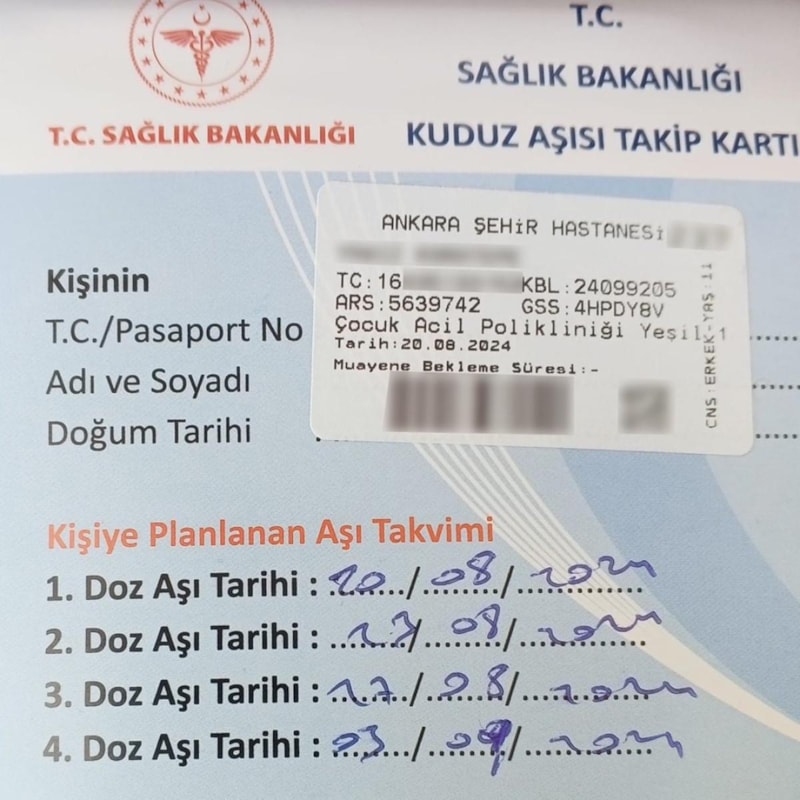 T.C. SAĞLIK BAKANLIĞI
T.C.
SAĞLIK BAKANLIĞI
KUDUZ AŞISI TAKİP KARTI
ANKARA ŞEHİR HASTANESİ
TC:16
KBL:24099205
ARS:5639742 GSS:4HPDY8V
Çocuk Acil Polikliniği Yeşil 1
Tarih:20.08.2024
Muayene Bekleme Süresi:-
CNS:ERKEK-YAŞ:11
Kişinin
T.C./Pasaport No
Adı ve Soyadı
Doğum Tarihi :
Kişiye Planlanan Aşı Takvimi
1. Doz Aşı Tarihi : 20/08/2024
2. Doz Aşı Tarihi : 23/08/2024
3. Doz Aşı Tarihi : 27/08/2024
4. Doz Aşı Tarihi : 03/09/2024